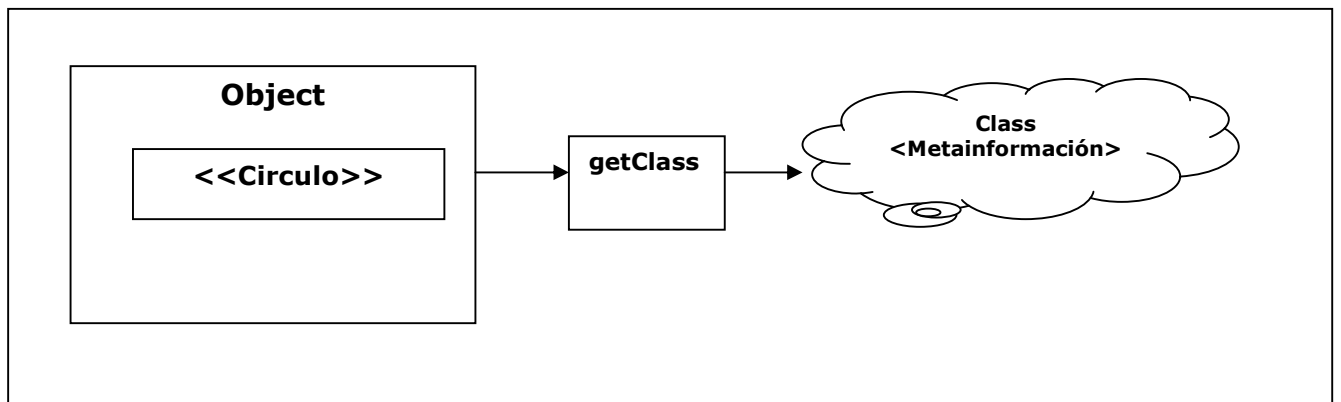 Object
<<Circulo>>
getClass
Class
<Metainformación>